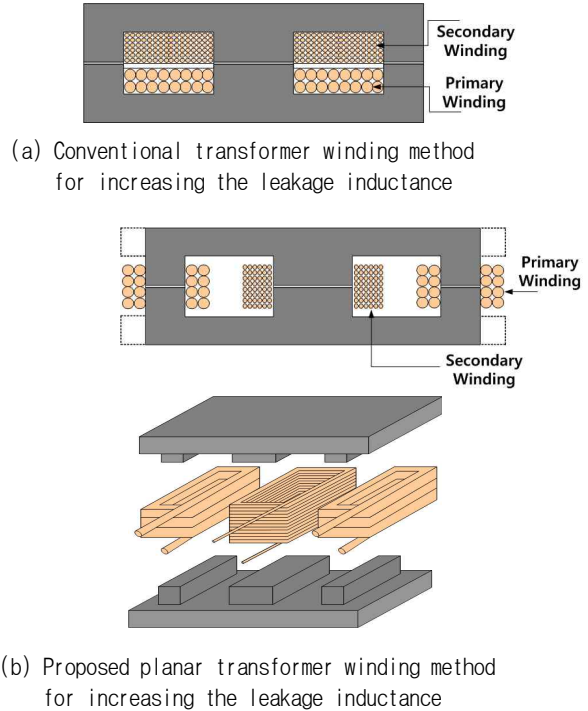 Secondary
Winding
Primary
Winding
(a) Conventional transformer winding method
for increasing the leakage inductance
Primary
Winding
Secondary
Winding
(b) Proposed planar transformer winding method
for increasing the leakage inductance